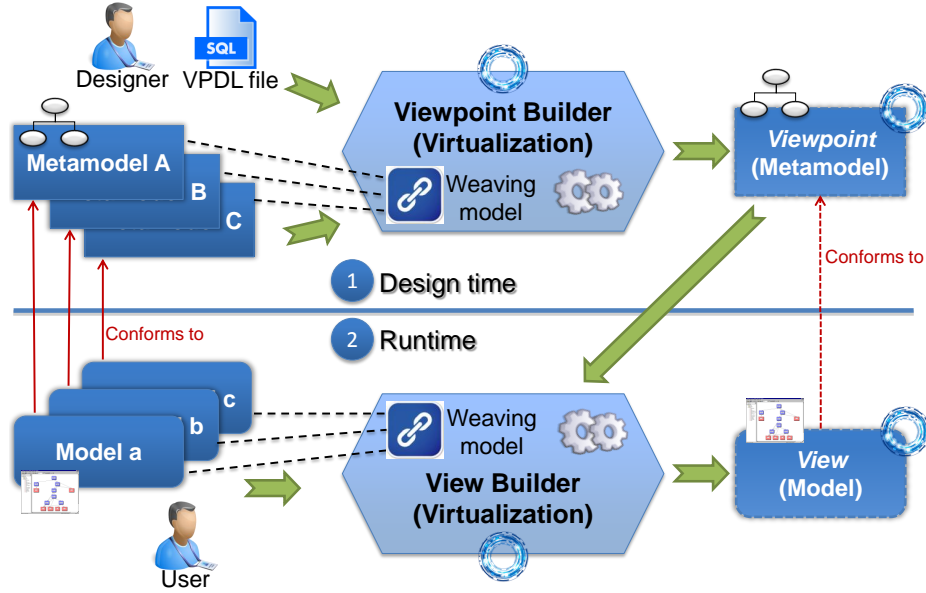 SQL
Designer
VPDL file
Metamodel A
B
C
Viewpoint Builder
(Virtualization)
Weaving
model
Viewpoint
(Metamodel)
Conforms to
1
Design time
2
Runtime
Conforms to
c
b
Model a
Weaving
model
View Builder
(Virtualization)
View
(Model)
User